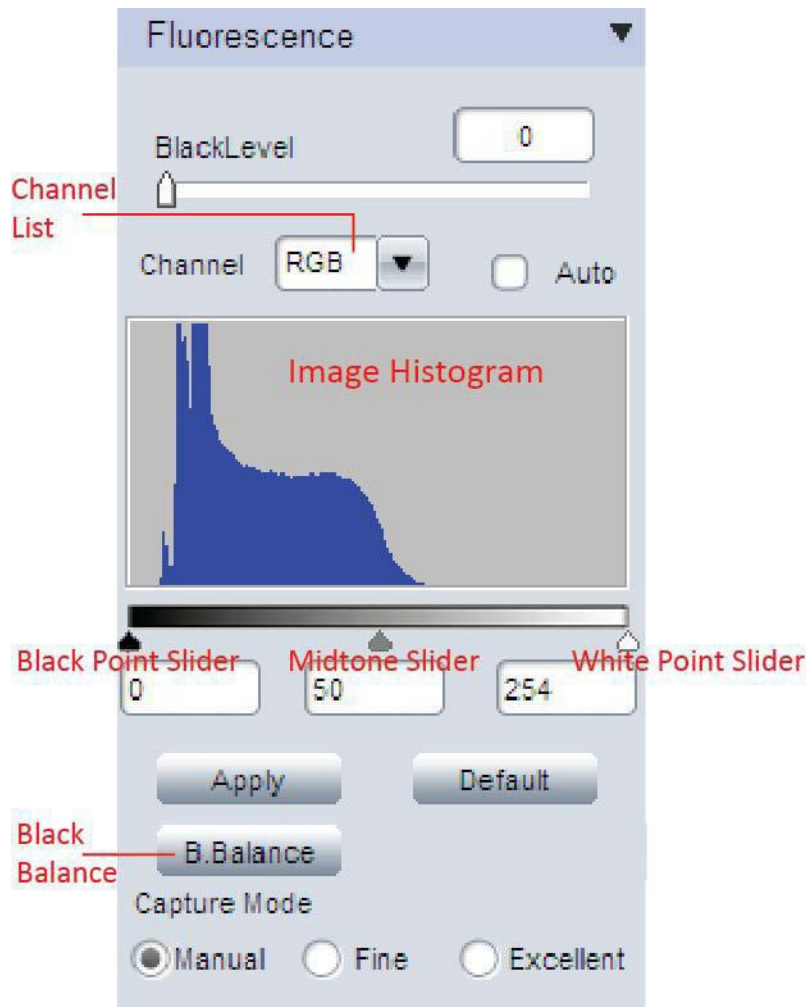 Fluorescence
BlackLevel 0
Channel
List
Channel RGB Auto
Image Histogram
Black Point Slider Midtone Slider White Point Slider
0 50 254
Apply Default
Black
Balance
B.Balance
Capture Mode
Manual Fine Excellent